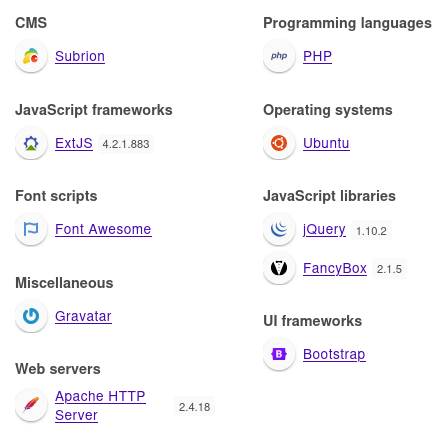 CMS
Subrion
JavaScript frameworks
ExtJS 4.2.1.883
Font scripts
Font Awesome
Miscellaneous
Gravatar
Web servers
Apache HTTP
Server 2.4.18
Programming languages
php PHP
Operating systems
Ubuntu
JavaScript libraries
jQuery 1.10.2
FancyBox 2.1.5
UI frameworks
B Bootstrap